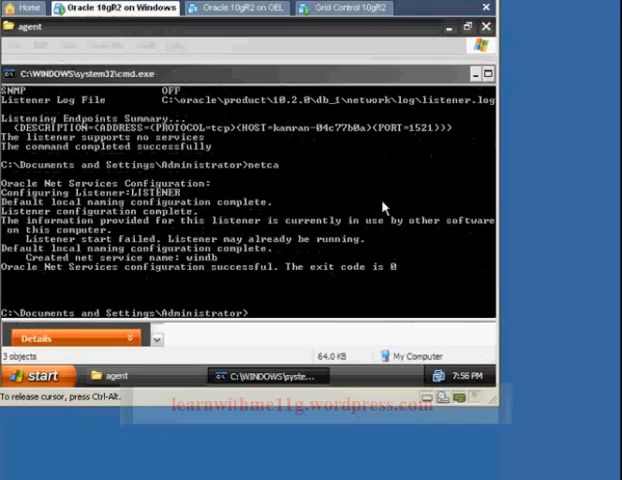 Home
Oracle 10gR2 on Windows
Oracle 10gR2 on OEL
Grid Control 10gR2
agent
C:\WINDOWS\system32\cmd.exe
SNMP OFF
Listener Log File C:\oracle\product\10.2.0\db_1\network\log\listener.log
Listening Endpoints Summary...
(DESCRIPTION=(ADDRESS=(PROTOCOL=tcp)(HOST=kamran-04c77b0a)(PORT=1521)))
The listener supports no services
The command completed successfully
C:\Documents and Settings\Administrator>netca
Oracle Net Services Configuration:
Configuring Listener:LISTENER
Default local naming configuration complete.
Listener configuration complete.
The information provided for this listener is currently in use by other software
on this computer.
Listener start failed. Listener may already be running.
Default local naming configuration complete.
Created net service name: windb
Oracle Net Services configuration successful. The exit code is 0
C:\Documents and Settings\Administrator>
Details
3 objects
64.0 KB
My Computer
start
agent
C:\WINDOWS\syste...
7:56 PM
To release cursor, press Ctrl-Alt.
learnwithme11g.wordpress.com